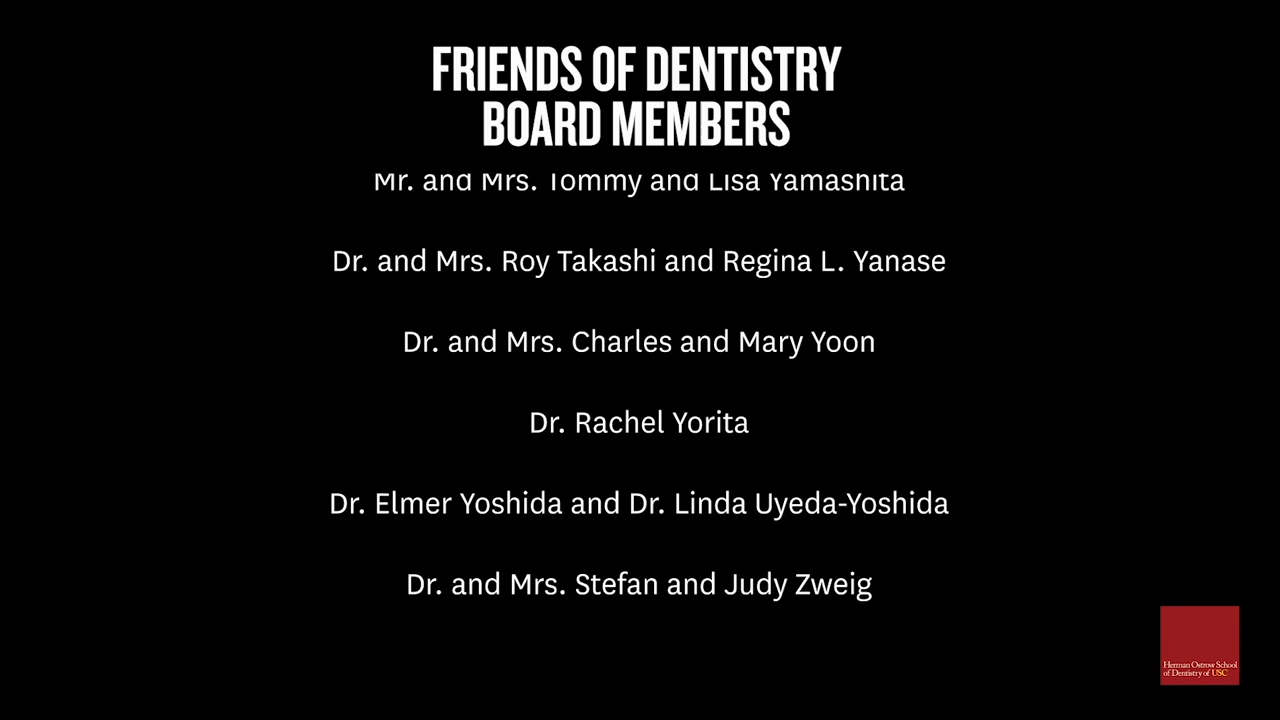 FRIENDS OF DENTISTRY
BOARD MEMBERS
Mr. and Mrs. Tommy and Lisa Yamashita
Dr. and Mrs. Roy Takashi and Regina L. Yanase
Dr. and Mrs. Charles and Mary Yoon
Dr. Rachel Yorita
Dr. Elmer Yoshida and Dr. Linda Uyeda-Yoshida
Dr. and Mrs. Stefan and Judy Zweig
Herman Ostrow School
of Dentistry of USC